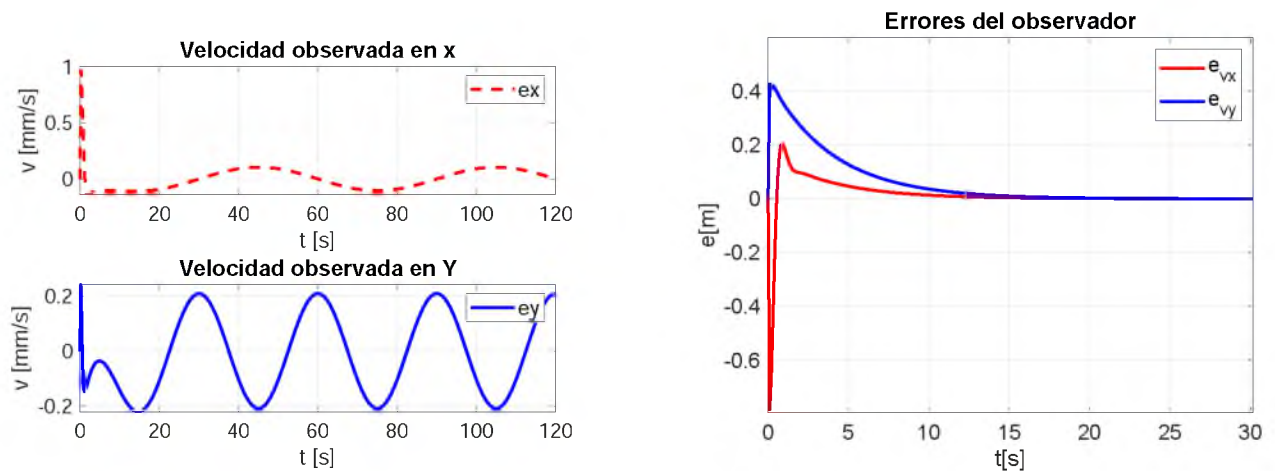 Velocidad observada en x
v [mm/s]
1
0.5
0
ex
0 20 40 60 80 100 120
t [s]
Velocidad observada en Y
v [mm/s]
0.2
0
-0.2
ey
0 20 40 60 80 100 120
t [s]
Errores del observador
e[m]
0.4
0.2
0
-0.2
-0.4
-0.6
e_vx
e_vy
0 5 10 15 20 25 30
t[s]